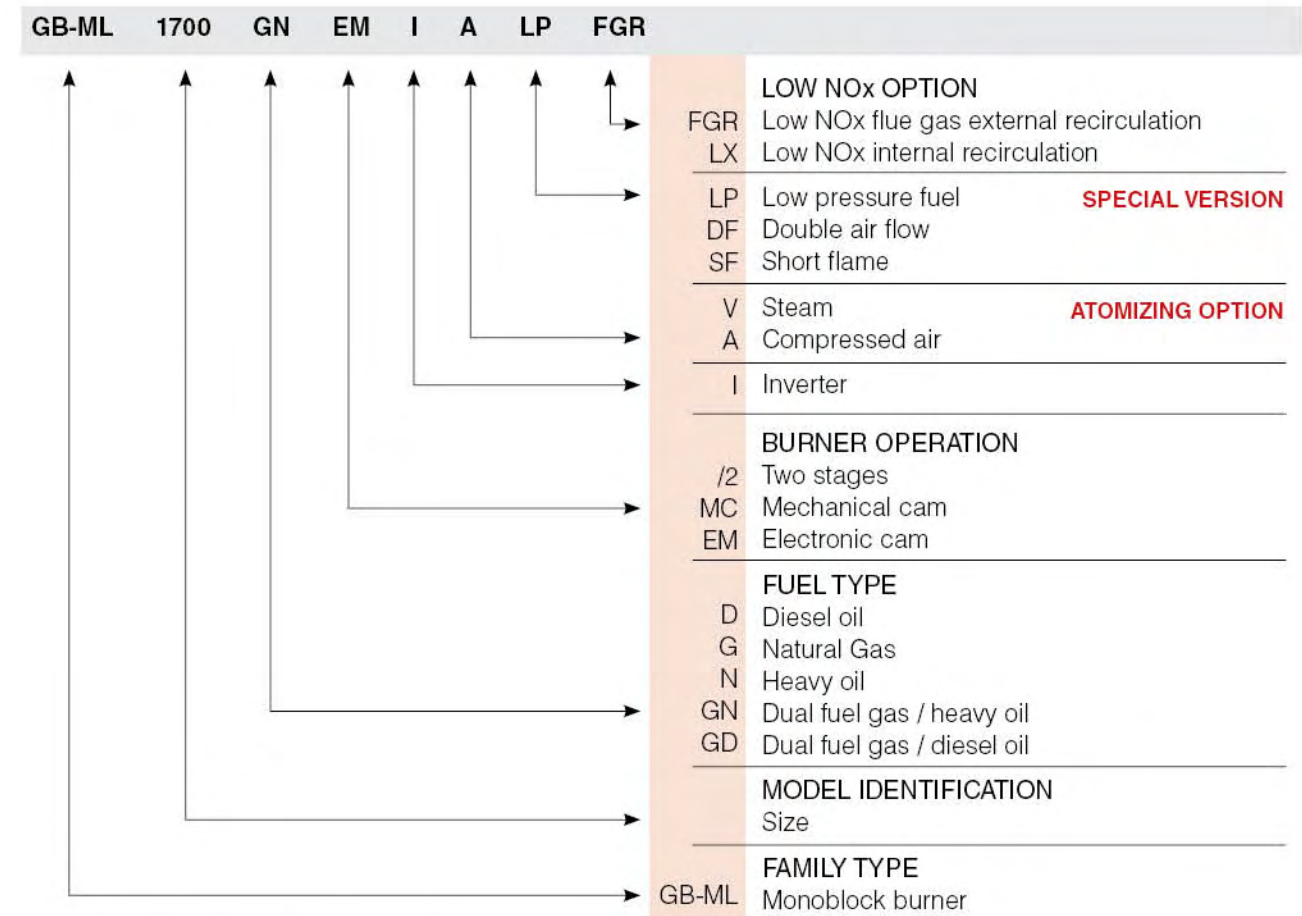 GB-ML 1700 GN EM I A LP FGR
LOW NOx OPTION
FGR Low NOx flue gas external recirculation
LX Low NOx internal recirculation
LP Low pressure fuel SPECIAL VERSION
DF Double air flow
SF Short flame
V Steam ATOMIZING OPTION
A Compressed air
I Inverter
BURNER OPERATION
/2 Two stages
MC Mechanical cam
EM Electronic cam
FUEL TYPE
D Diesel oil
G Natural Gas
N Heavy oil
GN Dual fuel gas / heavy oil
GD Dual fuel gas / diesel oil
MODEL IDENTIFICATION
Size
FAMILY TYPE
GB-ML Monoblock burner